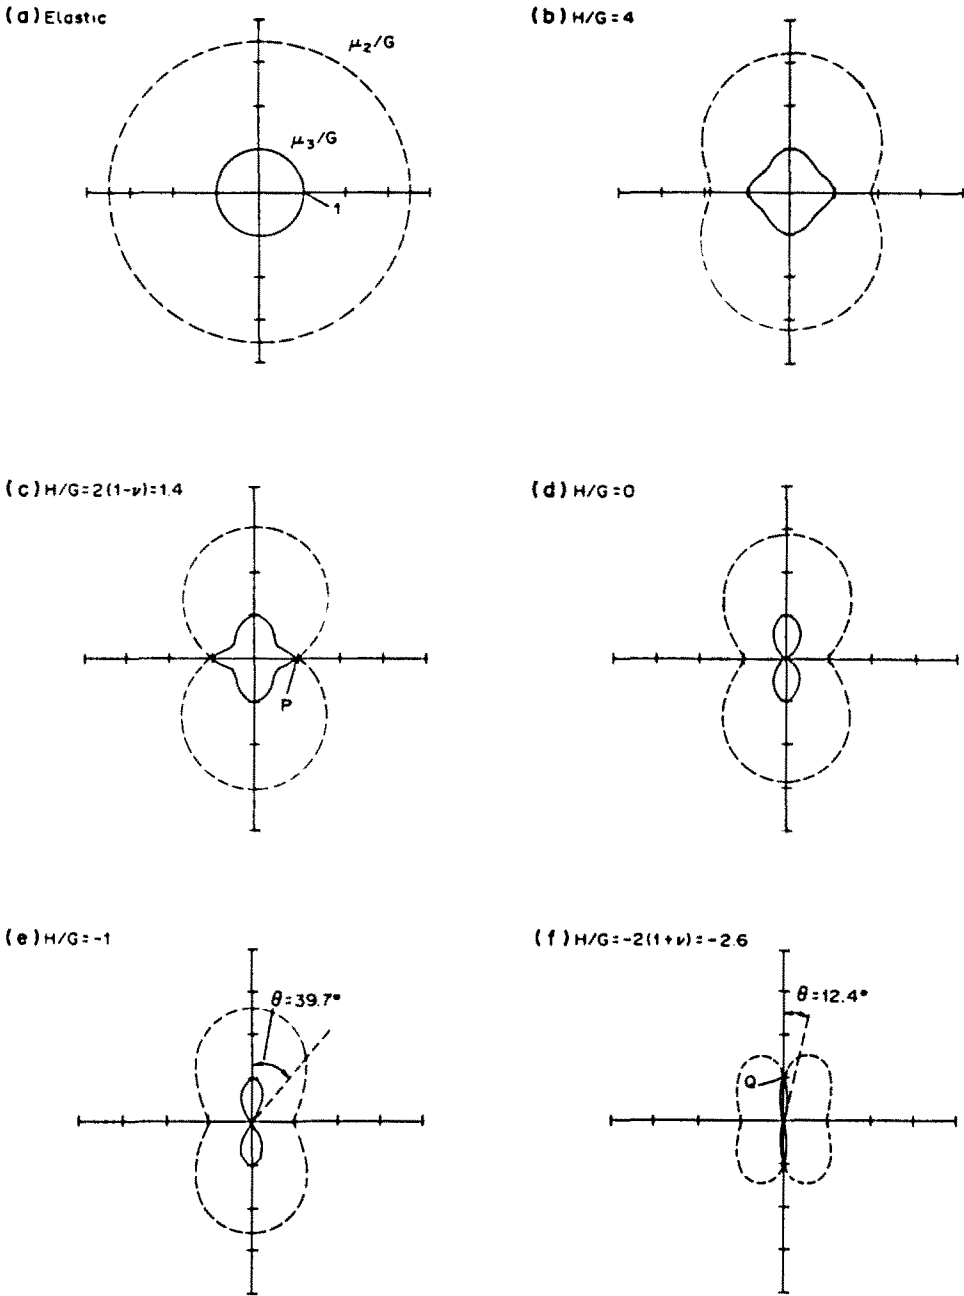 (a) Elastic
μ₂/G
μ₃/G
1
(b) H/G=4
(c) H/G=2(1-ν)=1.4
P
(d) H/G=0
(e) H/G=-1
θ=39.7°
(f) H/G=-2(1+ν)=-2.6
θ=12.4°
Q